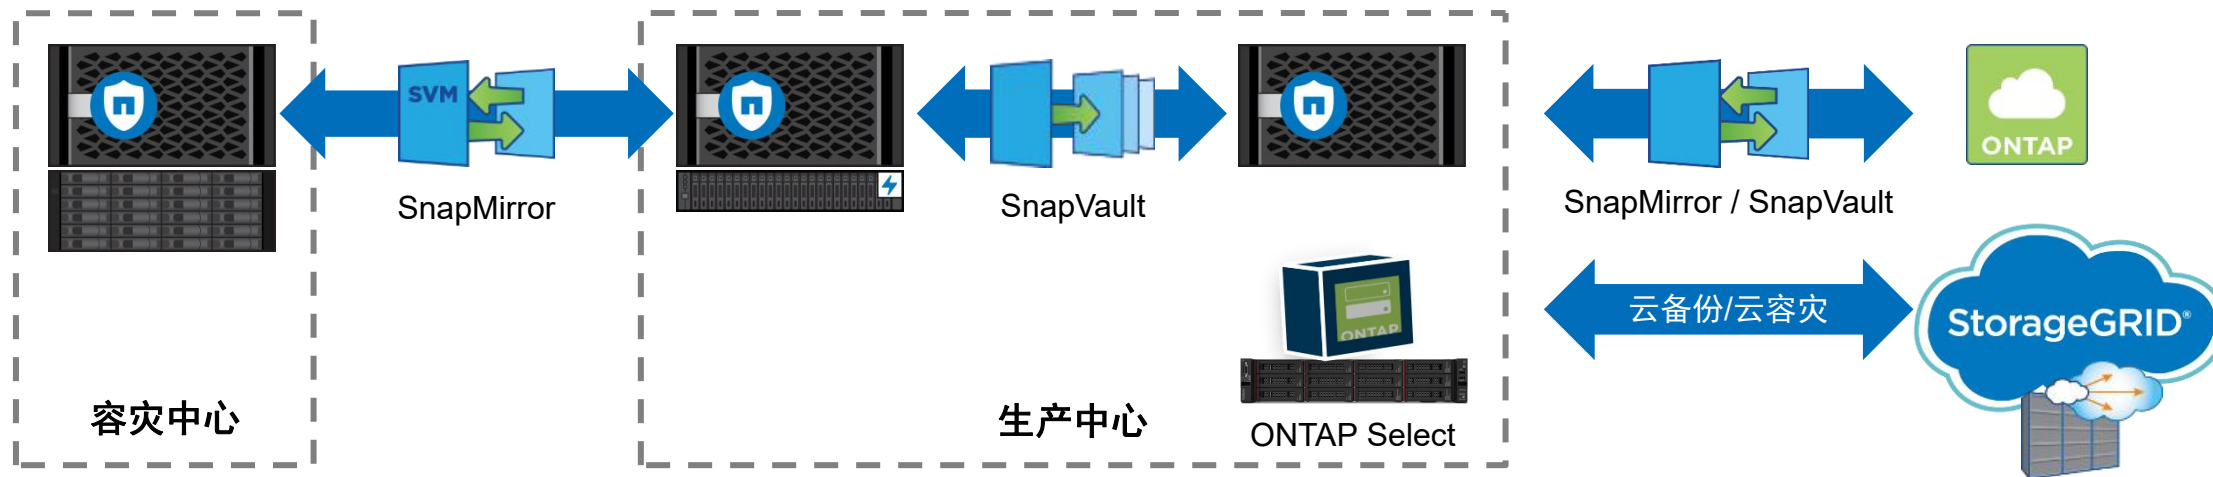 SVM
SnapMirror
SnapVault
SnapMirror / SnapVault
ONTAP
ONTAP
ONTAP Select
云备份/云容灾
StorageGRID®
容灾中心
生产中心